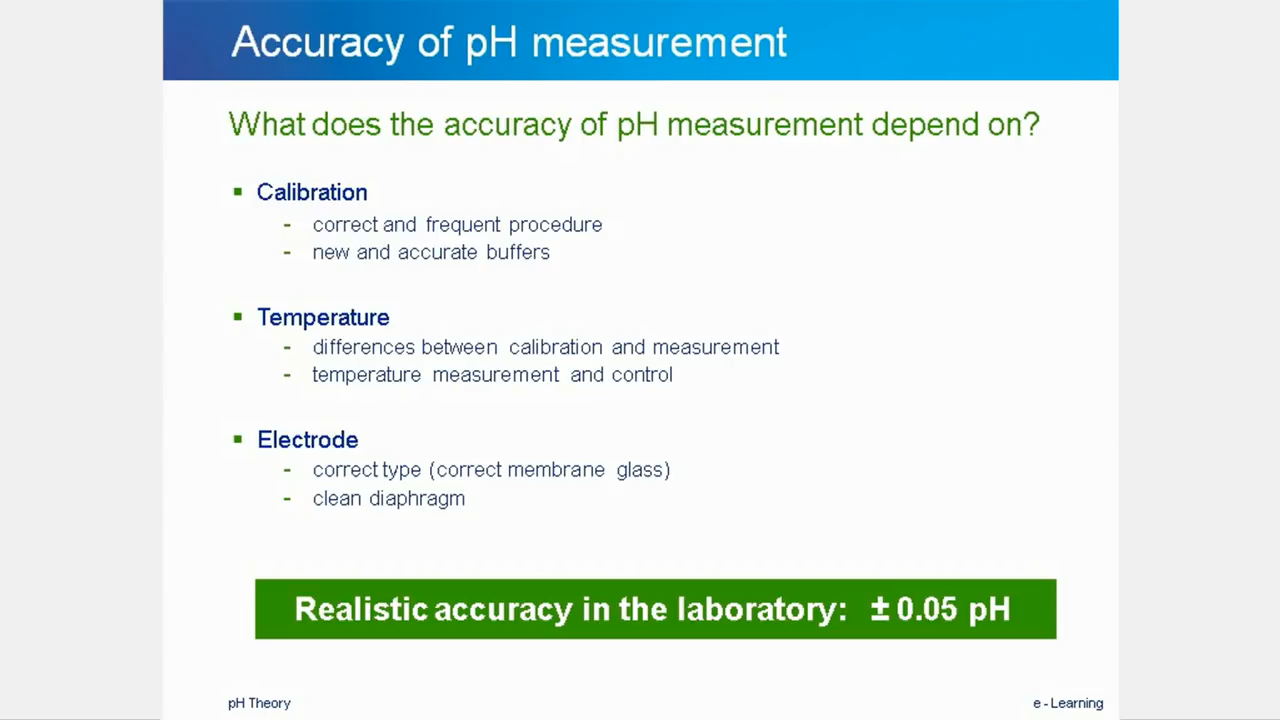 Accuracy of pH measurement
What does the accuracy of pH measurement depend on?
▪ Calibration
- correct and frequent procedure
- new and accurate buffers
▪ Temperature
- differences between calibration and measurement
- temperature measurement and control
▪ Electrode
- correct type (correct membrane glass)
- clean diaphragm
Realistic accuracy in the laboratory: ± 0.05 pH
pH Theory
e - Learning